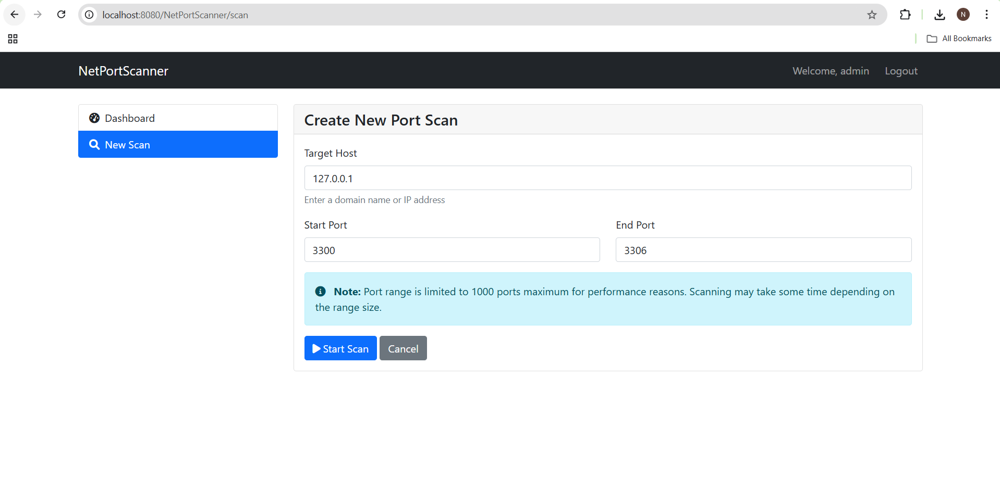 localhost:8080/NetPortScanner/scan
N
All Bookmarks
NetPortScanner
Welcome, admin
Logout
Dashboard
New Scan
Create New Port Scan
Target Host
127.0.0.1
Enter a domain name or IP address
Start Port
End Port
3300
3306
Note: Port range is limited to 1000 ports maximum for performance reasons. Scanning may take some time depending on
the range size.
Start Scan
Cancel